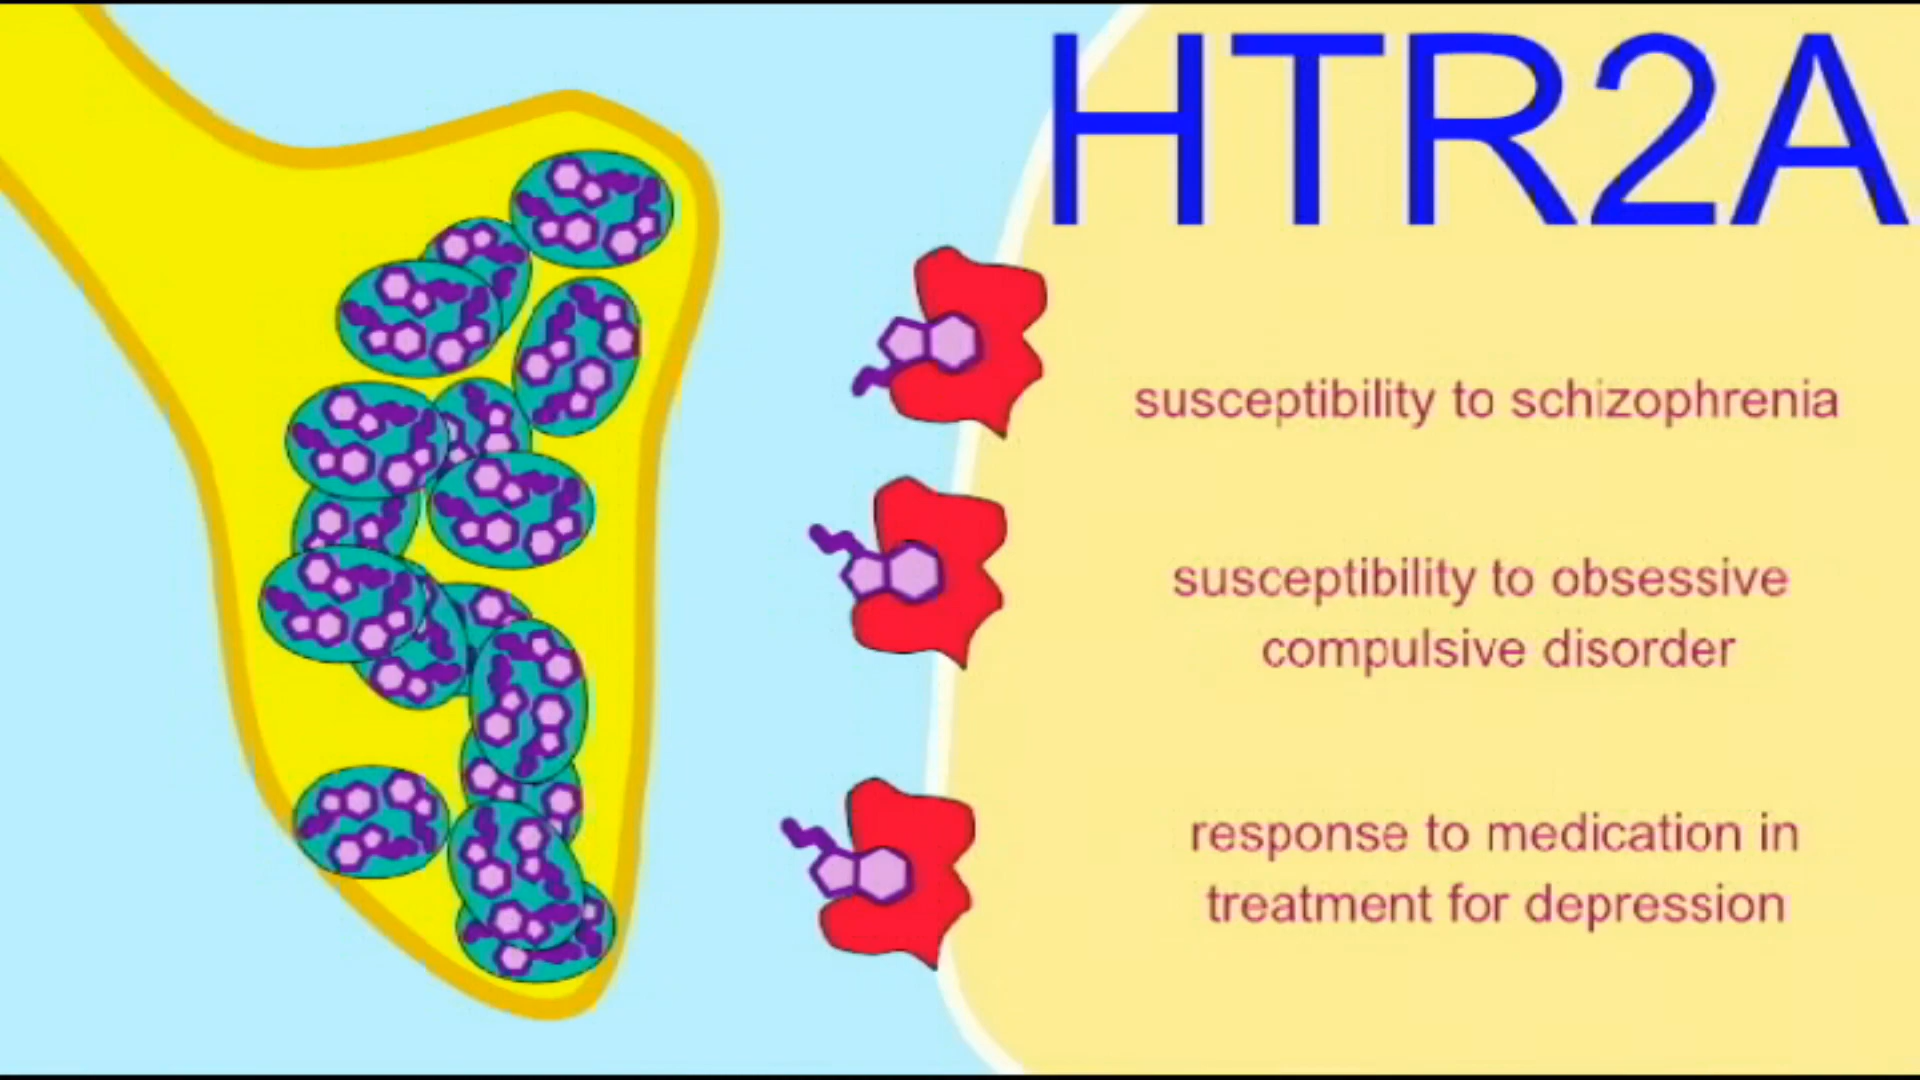 HTR2A
susceptibility to schizophrenia
susceptibility to obsessive
compulsive disorder
response to medication in
treatment for depression